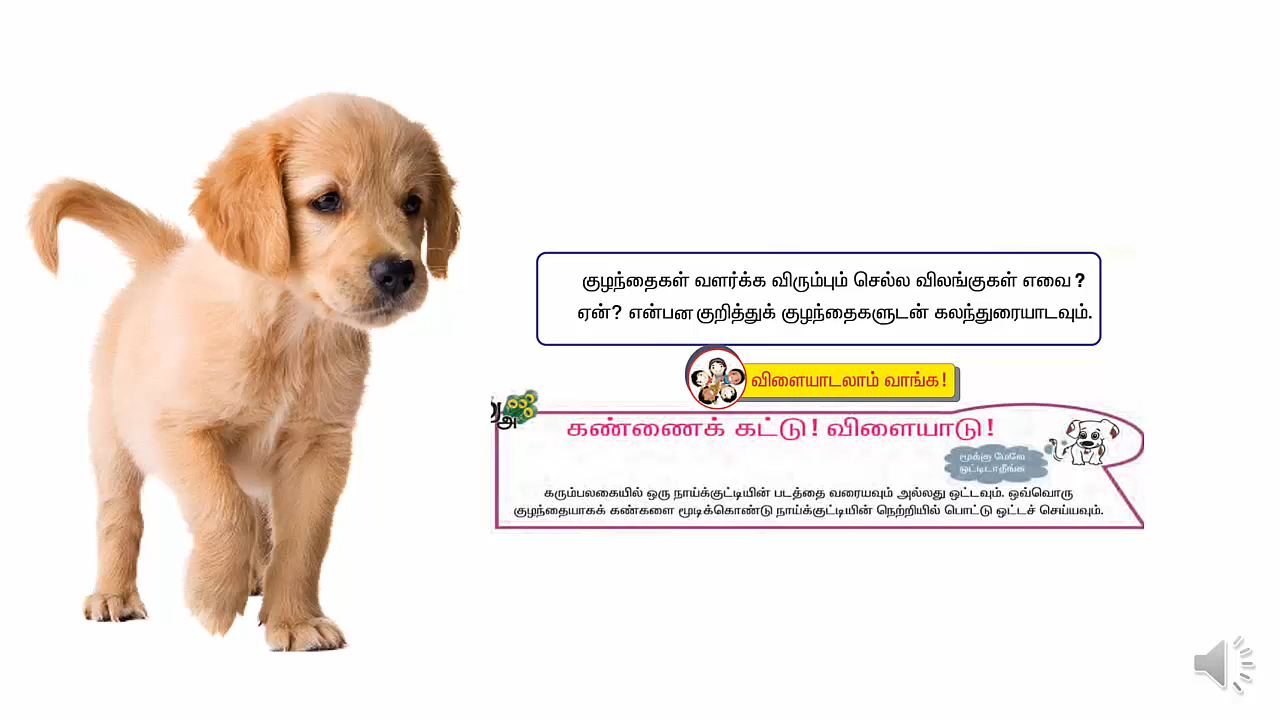 குழந்தைகள் வளர்க்க விரும்பும் செல்ல விலங்குகள் எவை ?
ஏன்? என்பன குறித்துக் குழந்தைகளுடன் கலந்துரையாடவும்.
விளையாடலாம் வாங்க!
அ
கண்ணைக் கட்டு! விளையாடு!
மூக்கு மேலே
ஒட்டிடாதீங்க
கரும்பலகையில் ஒரு நாய்க்குட்டியின் படத்தை வரையவும் அல்லது ஒட்டவும். ஒவ்வொரு
குழந்தையாகக் கண்களை மூடிக்கொண்டு நாய்க்குட்டியின் நெற்றியில் பொட்டு ஒட்டச் செய்யவும்.